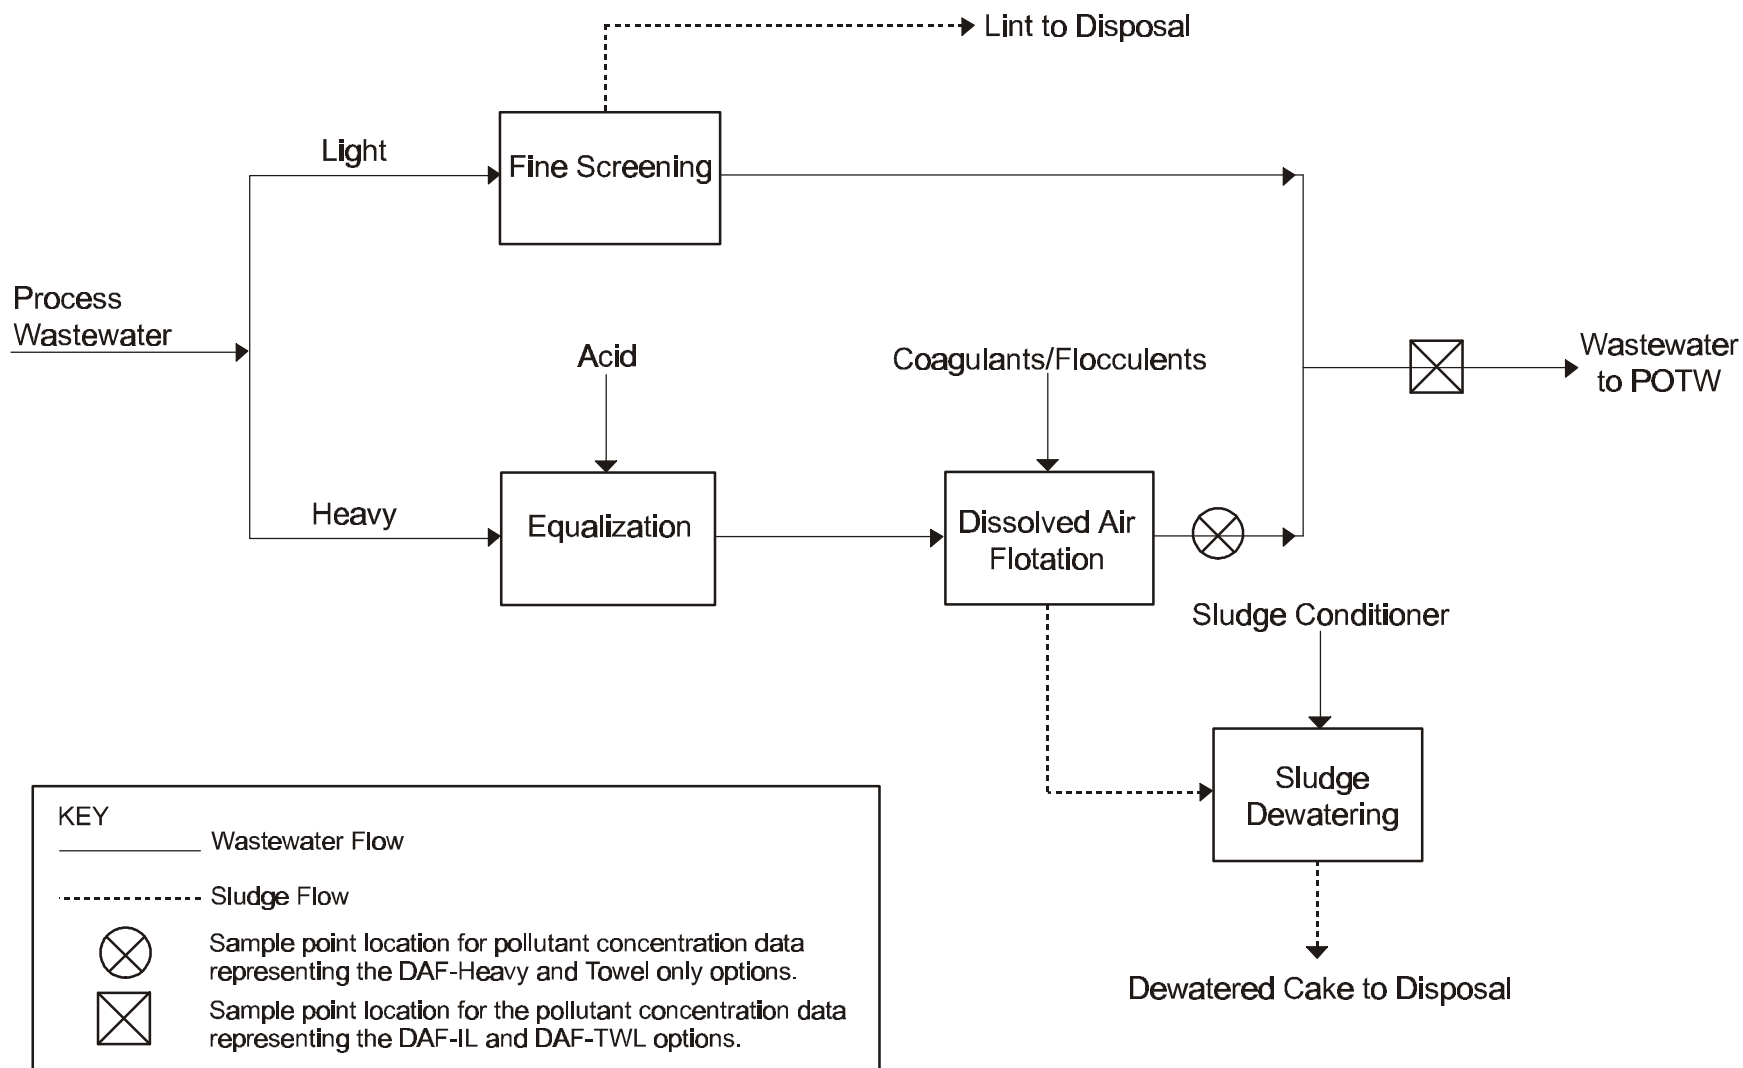 Lint to Disposal
Light
Fine Screening
Process
Wastewater
Acid
Coagulants/Flocculents
Wastewater
to POTW
Heavy
Equalization
Dissolved Air
Flotation
Sludge Conditioner
Sludge
Dewatering
Dewatered Cake to Disposal
KEY
Wastewater Flow
Sludge Flow
Sample point location for pollutant concentration data
representing the DAF-Heavy and Towel only options.
Sample point location for the pollutant concentration data
representing the DAF-IL and DAF-TWL options.